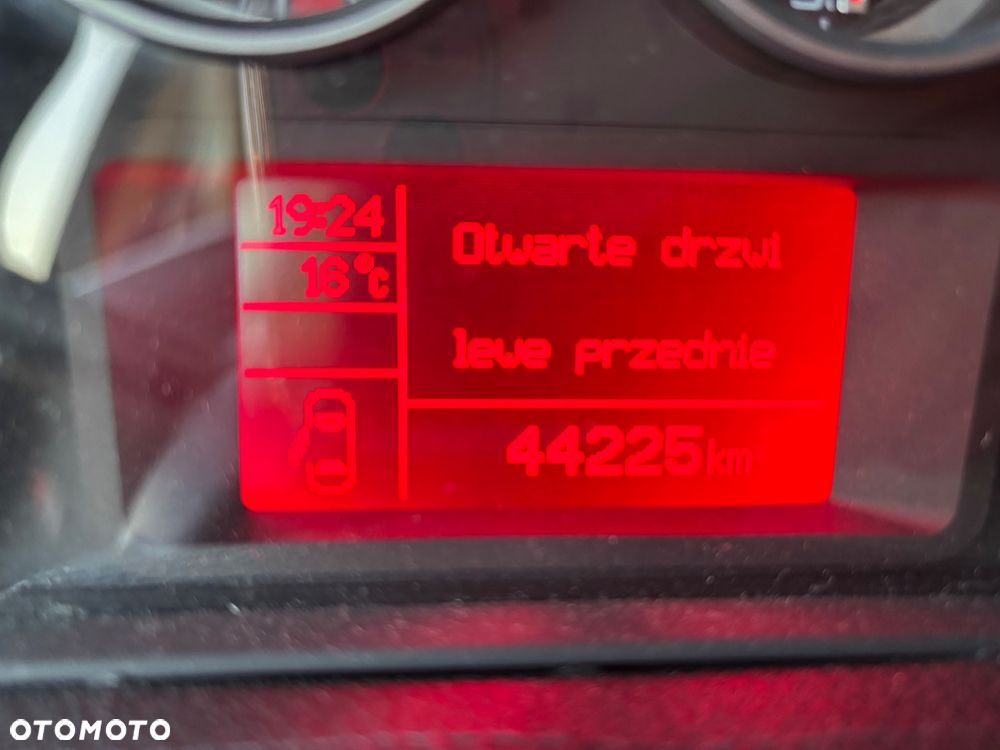 19:24
16°C
Otwarte drzwi
lewe przednie
44225km
OTOMOTO